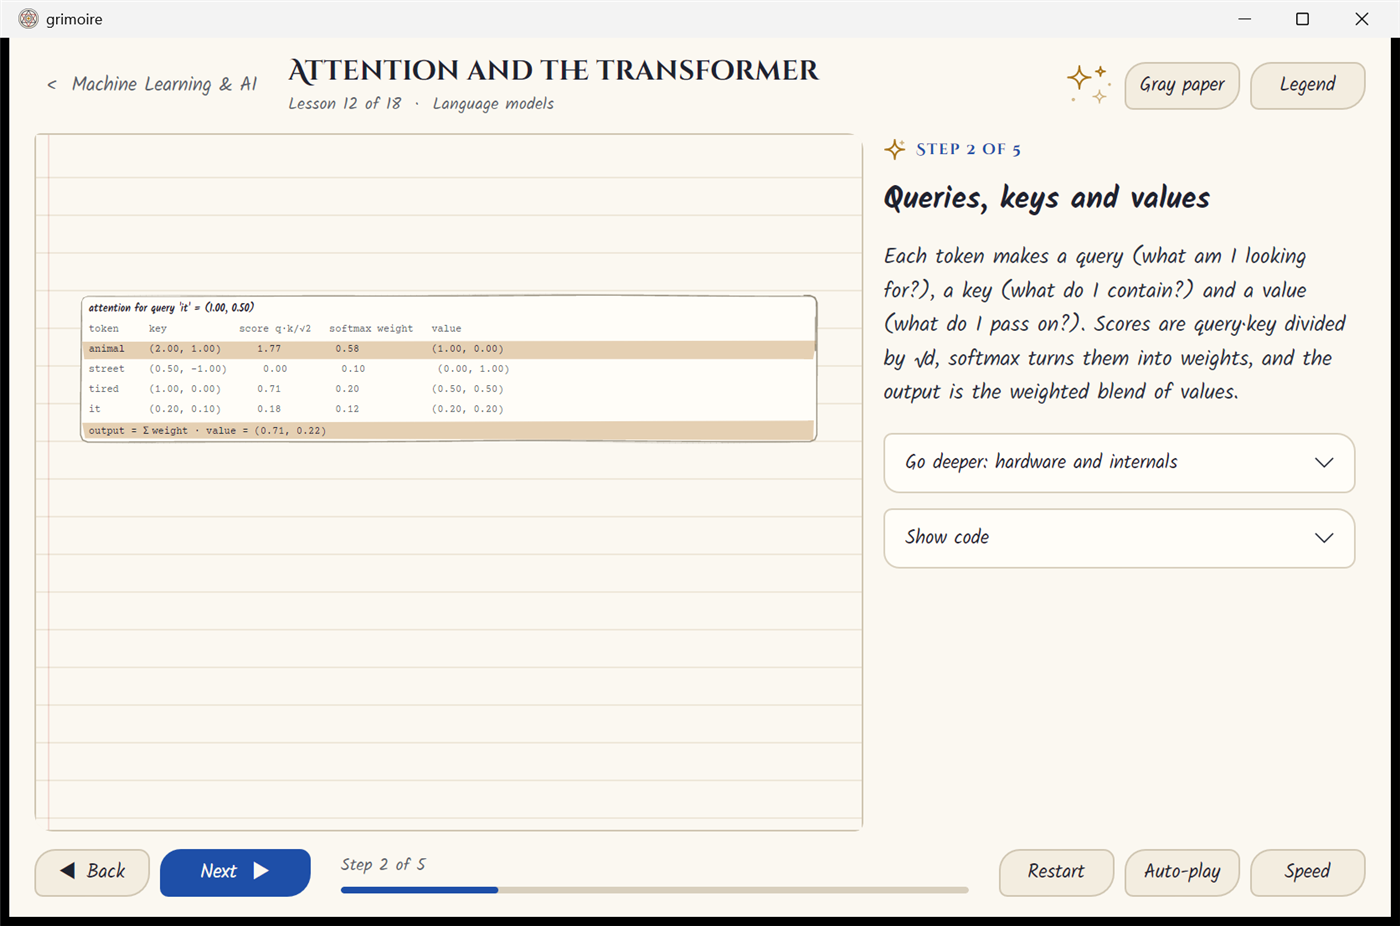 grimoire
< Machine Learning & AI
ATTENTION AND THE TRANSFORMER
Lesson 12 of 18 · Language models
Gray paper
Legend
attention for query 'it' = (1.00, 0.50)
token key score q·k/√2 softmax weight value
animal (2.00, 1.00) 1.77 0.58 (1.00, 0.00)
street (0.50, -1.00) 0.00 0.10 (0.00, 1.00)
tired (1.00, 0.00) 0.71 0.20 (0.50, 0.50)
it (0.20, 0.10) 0.18 0.12 (0.20, 0.20)
output = Σ weight · value = (0.71, 0.22)
STEP 2 OF 5
Queries, keys and values
Each token makes a query (what am I looking
for?), a key (what do I contain?) and a value
(what do I pass on?). Scores are query·key divided
by √d, softmax turns them into weights, and the
output is the weighted blend of values.
Go deeper: hardware and internals
Show code
Back
Next
Step 2 of 5
Restart
Auto-play
Speed